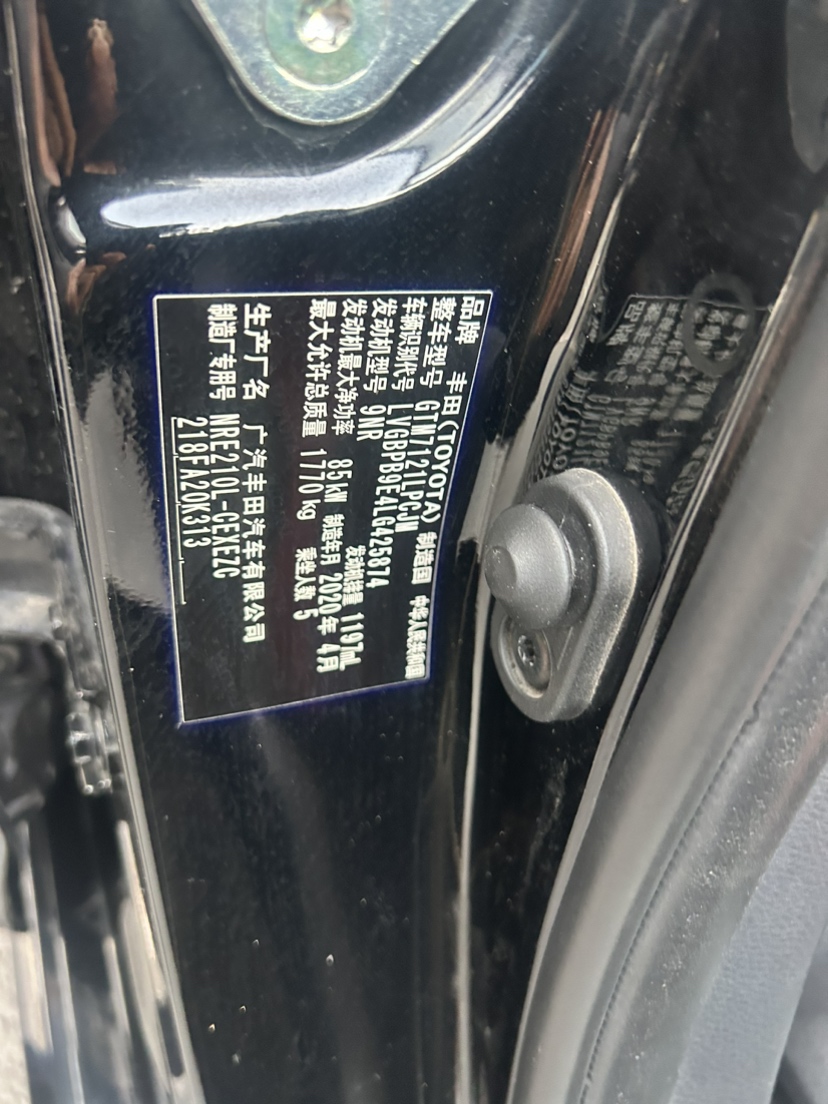 品牌 丰田(TOYOTA) 制造国 中华人民共和国
整车型号 GTM7121LPCJM
车辆识别代号 LVGBPB9E4LG425874
发动机型号 9NR 发动机排量 1197mL
发动机最大净功率 85kW 制造年月 2020年 4月
最大允许总质量 1770kg 乘坐人数 5
生产厂名 广汽丰田汽车有限公司
制造厂专用号 NRE210L-GEXEZC
218FA20K313